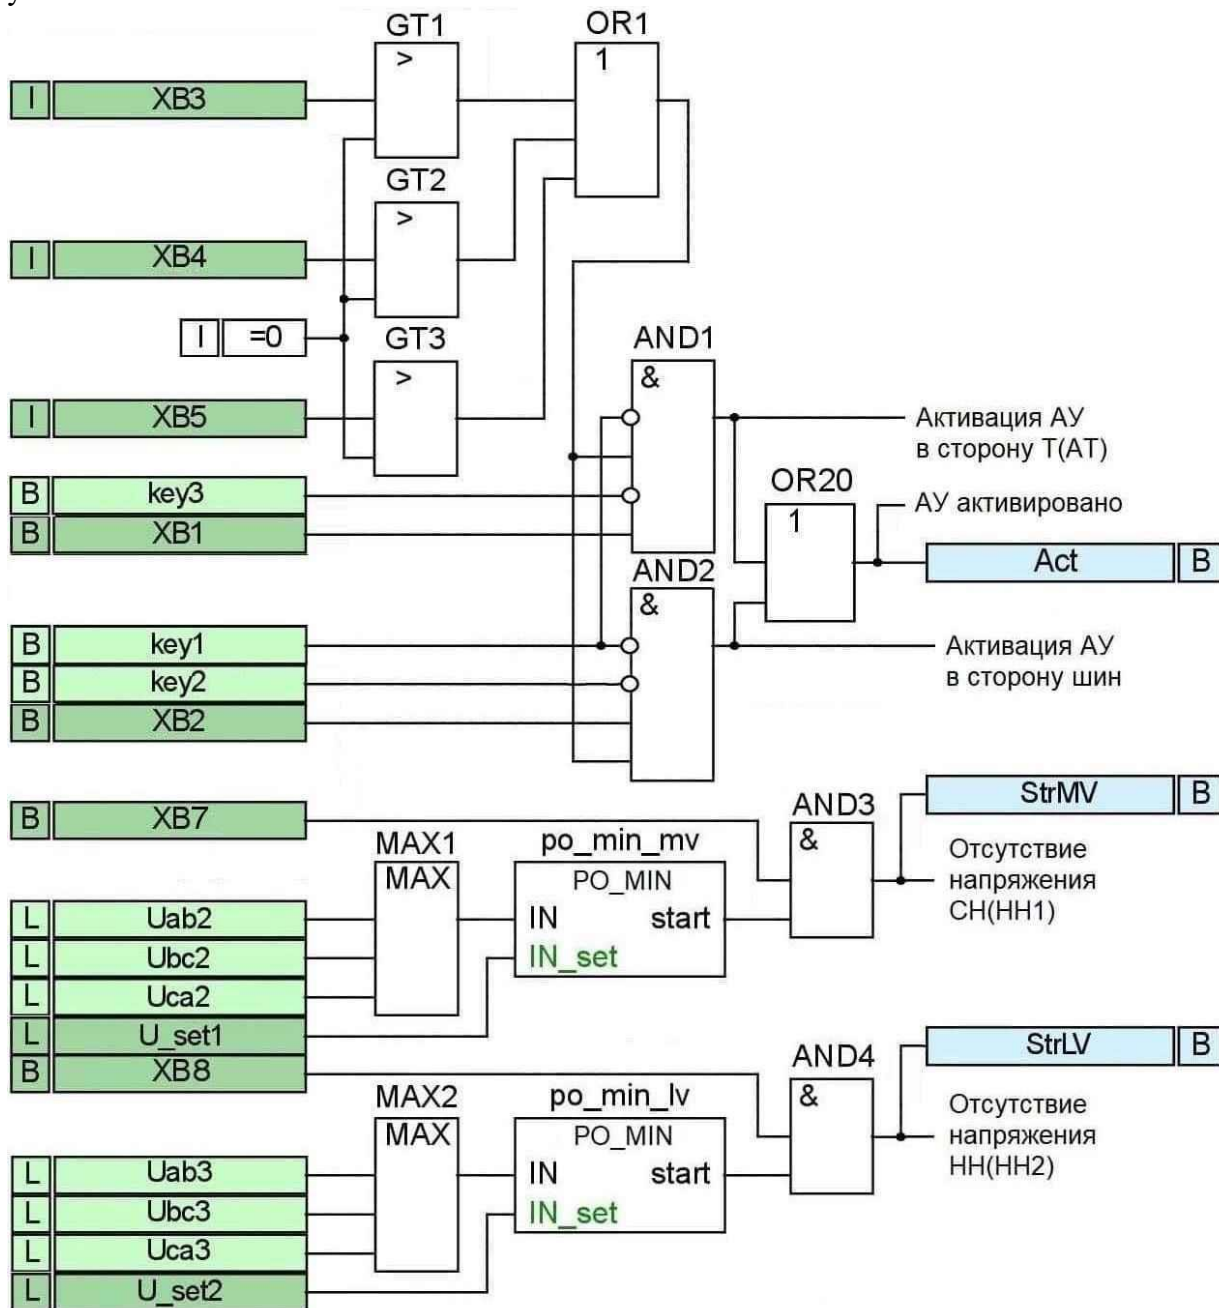 у
GT1
OR1
>
1
I XB3
GT2
>
I XB4
I =0
GT3
AND1
>
&
I XB5
Активация АУ
в сторону Т(АТ)
B key3
OR20
1
АУ активировано
B XB1
Act B
AND2
&
B key1
Активация АУ
в сторону шин
B key2
B XB2
StrMV B
B XB7
AND3
&
MAX1
po_min_mv
Отсутствие
напряжения
СН(НН1)
MAX
PO_MIN
L Uab2
IN start
L Ubc2
IN_set
L Uca2
L U_set1
StrLV B
B XB8
AND4
&
MAX2
po_min_lv
Отсутствие
напряжения
НН(НН2)
MAX
PO_MIN
L Uab3
IN start
L Ubc3
IN_set
L Uca3
L U_set2